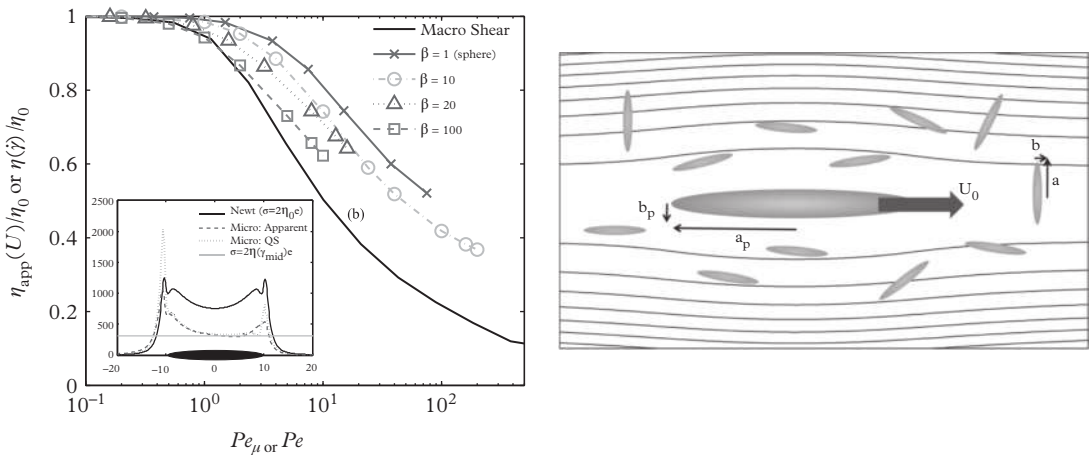 η_app(U)/η_0 or η(γ̇)/η_0
1
0.8
0.6
0.4
0.2
0
Macro Shear
β = 1 (sphere)
β = 10
β = 20
β = 100
(b)
2500
2000
1500
1000
500
0
Newt (σ=2η_0e)
Micro: Apparent
Micro: QS
σ=2η(γ_mid)e
−20
−10
0
10
20
10^−1
10^0
10^1
10^2
Pe_μ or Pe
b
a
U_0
b_p
a_p